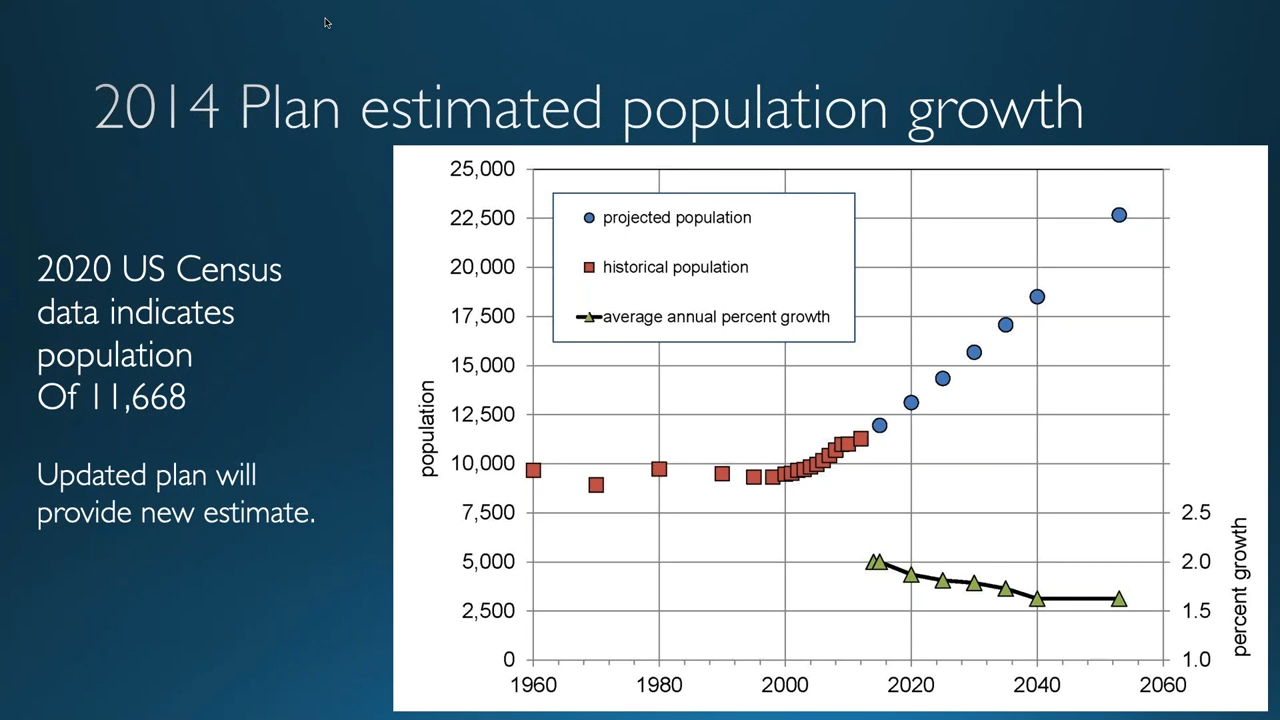 2014 Plan estimated population growth
2020 US Census
data indicates
population
Of 11,668
Updated plan will
provide new estimate.
projected population
historical population
average annual percent growth
population
25,000
22,500
20,000
17,500
15,000
12,500
10,000
7,500
5,000
2,500
0
2.5
2.0
1.5
1.0
percent growth
1960 1980 2000 2020 2040 2060